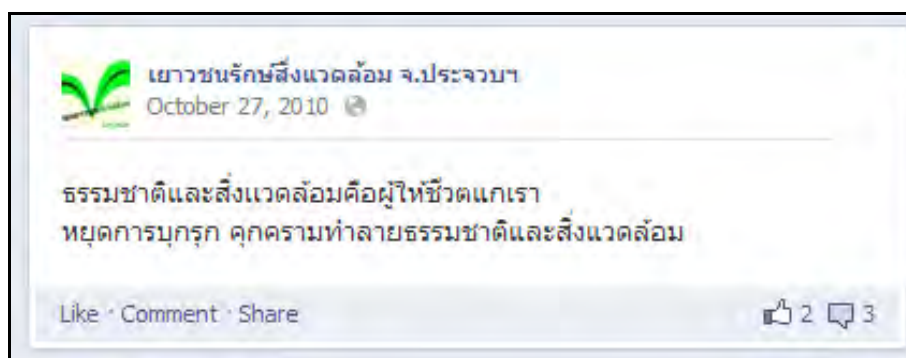 เยาวชนรักษ์สิ่งแวดล้อม จ.ประจวบฯ
October 27, 2010
ธรรมชาติและสิ่งแวดล้อมคือผู้ให้ชีวตแกเรา
หยุดการบุกรุก คุกครามทำลายธรรมชาติและสิ่งแวดล้อม
Like · Comment · Share 2 3